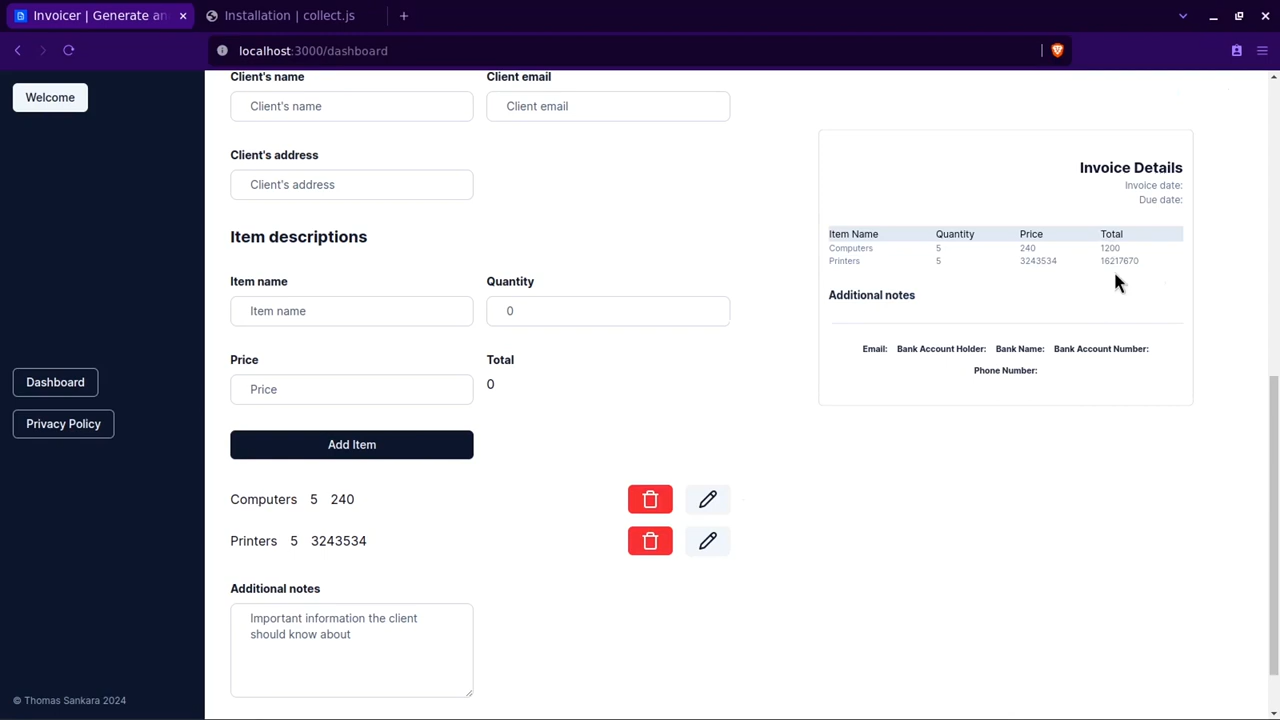 Invoicer | Generate an
Installation | collect.js
localhost:3000/dashboard
Welcome
Dashboard
Privacy Policy
© Thomas Sankara 2024
Client's name Client email
Client's name Client email
Client's address
Client's address
Item descriptions
Item name Quantity
Item name 0
Price Total
Price 0
Add Item
Computers 5 240
Printers 5 3243534
Additional notes
Important information the client
should know about
Invoice Details
Invoice date:
Due date:
Item Name Quantity Price Total
Computers 5 240 1200
Printers 5 3243534 16217670
Additional notes
Email: Bank Account Holder: Bank Name: Bank Account Number:
Phone Number: